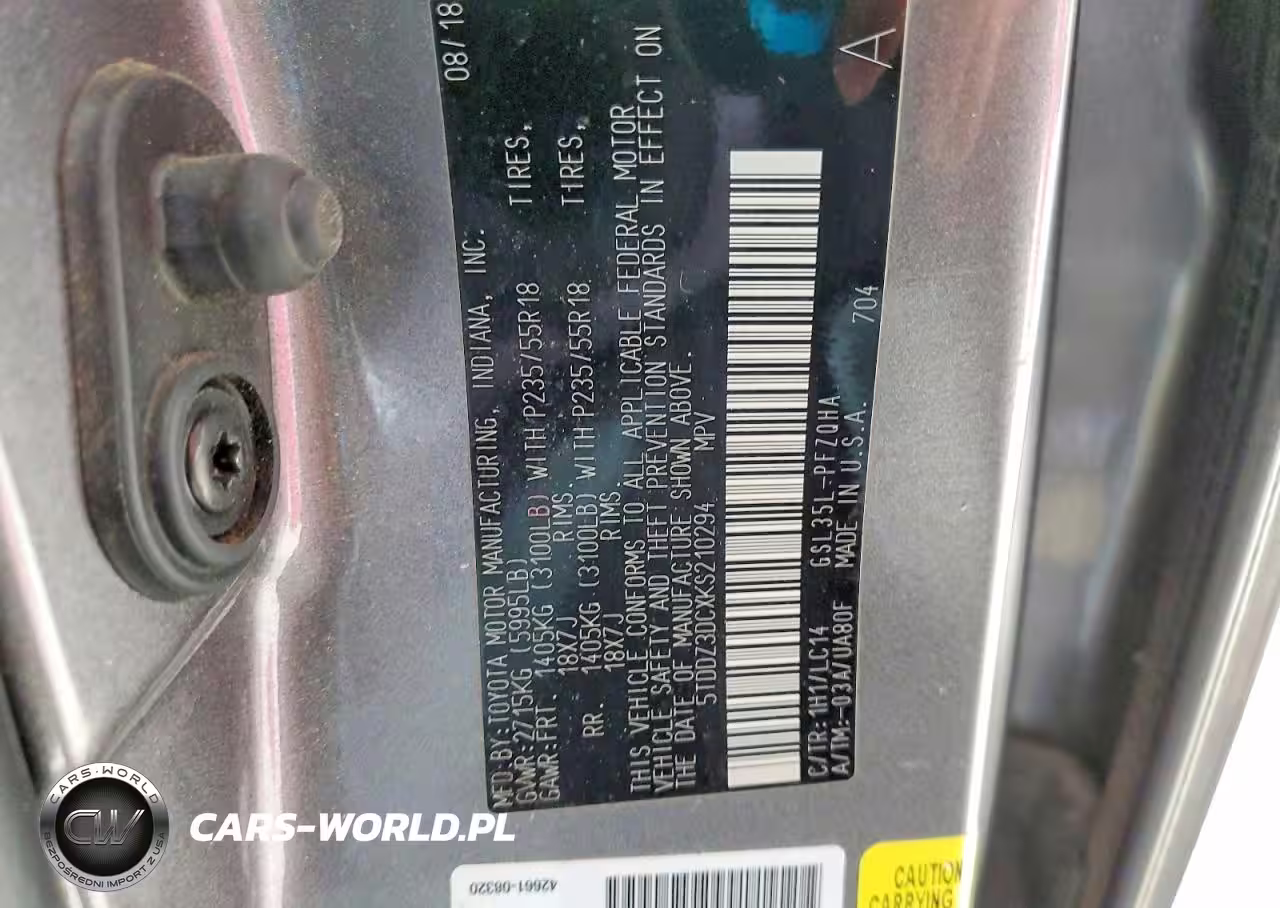 MFD·BY:TOYOTA MOTOR MANUFACTURING, INDIANA, INC. 08/18
GVWR:2715KG (5995LB)
GAWR:FRT. 1405KG (3100LB) WITH P235/55R18 TIRES,
18X7J RIMS.
RR. 1405KG (3100LB) WITH P235/55R18 TIRES,
18X7J RIMS.
THIS VEHICLE CONFORMS TO ALL APPLICABLE FEDERAL MOTOR
VEHICLE SAFETY AND THEFT PREVENTION STANDARDS IN EFFECT ON
THE DATE OF MANUFACTURE SHOWN ABOVE.
5TDDZ3DCXKS210294 MPV
C/TR:1H1/LC14 GSL35L-PFZQHA
A/TM:-03A/UA80F MADE IN U.S.A. 704 A
42661-08320
CAUTION
CARRYING
CARS-WORLD
CW
BEZPOŚREDNI IMPORT Z USA
CARS-WORLD.PL